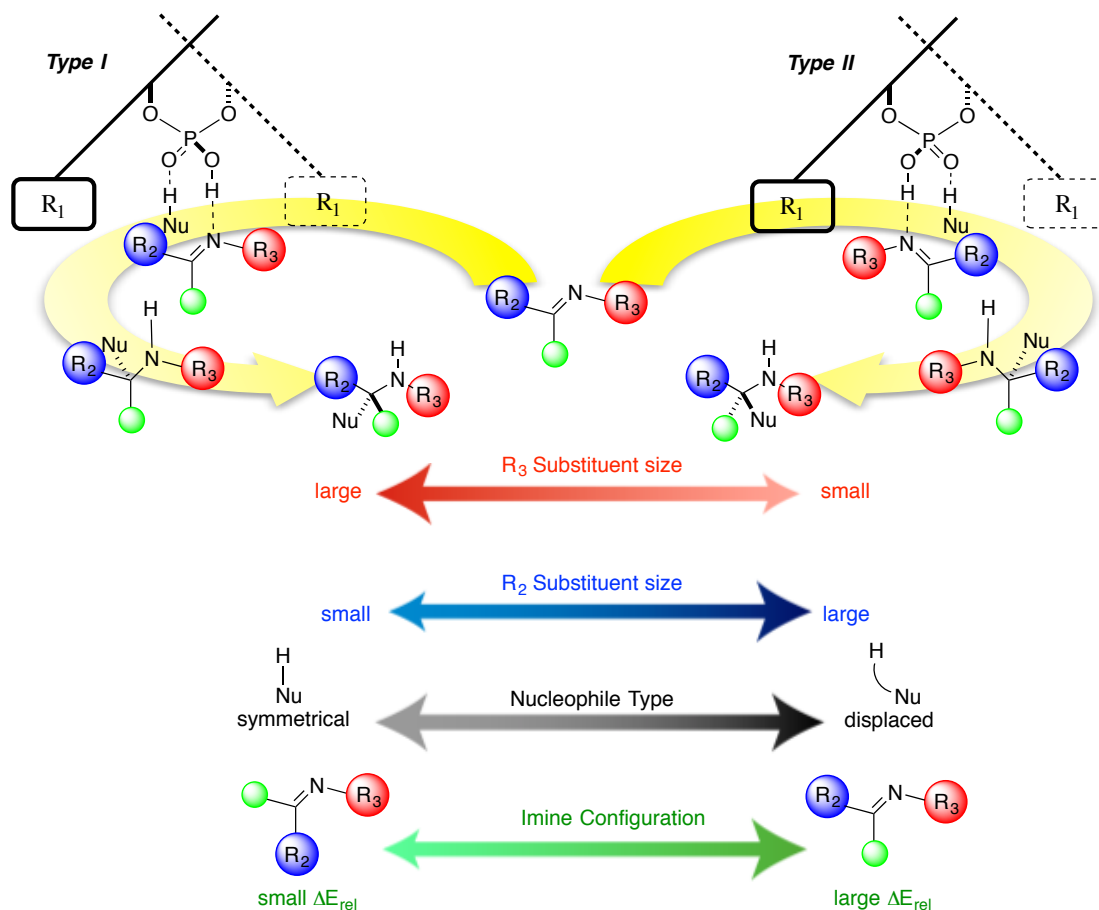 Type I
Type II
O
O
P
O
O
H
H
Nu
R1
R1
R2
N
R3
O
O
P
O
O
H
H
Nu
R1
R1
R3
N
R2
R2
N
R3
H
Nu
N
R2
R3
H
N
R2
R3
Nu
H
N
R2
R3
Nu
H
N
Nu
R3
R2
R3 Substituent size
large
small
R2 Substituent size
small
large
H
Nu
symmetrical
Nucleophile Type
H
Nu
displaced
N
R3
R2
Imine Configuration
R2
N
R3
small ΔErel
large ΔErel